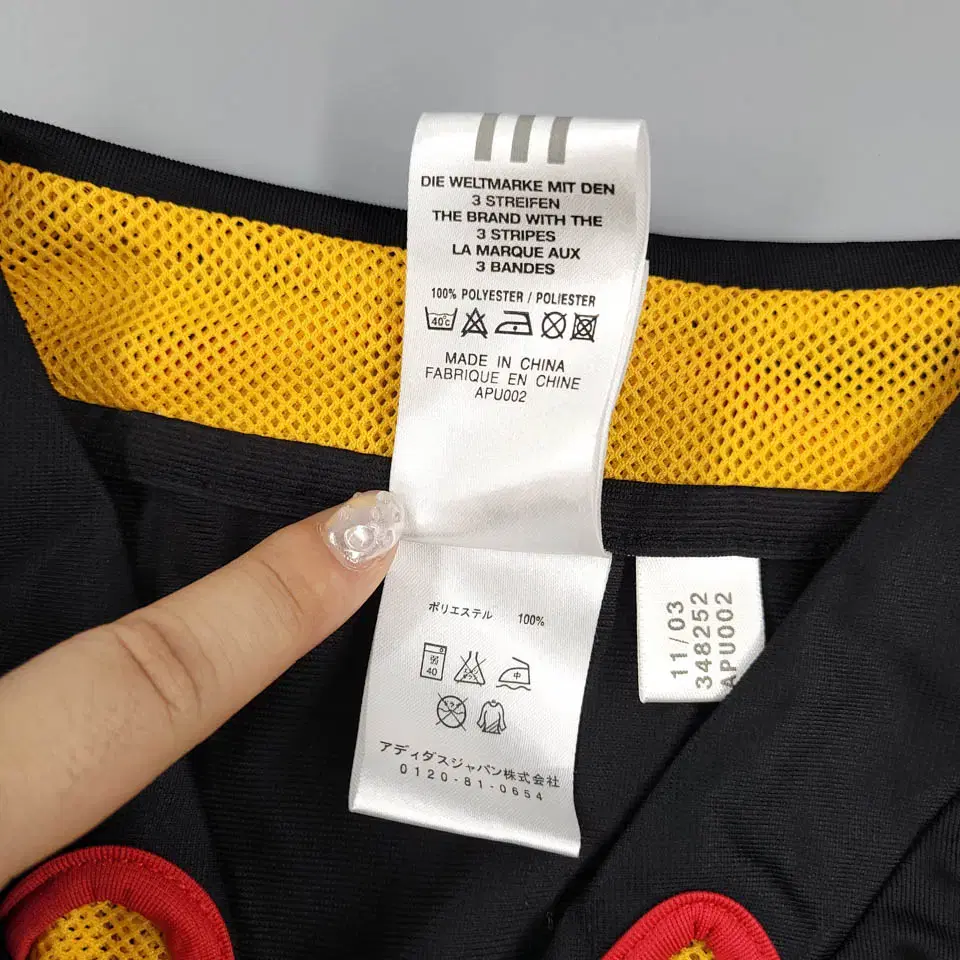 DIE WELTMARKE MIT DEN
3 STREIFEN
THE BRAND WITH THE
3 STRIPES
LA MARQUE AUX
3 BANDES
100% POLYESTER / POLIESTER
40°C
MADE IN CHINA
FABRIQUE EN CHINE
APU002
ポリエステル 100%
弱
40
中
アディダスジャパン株式会社
0120-81-0654
11/03
348252
APU002